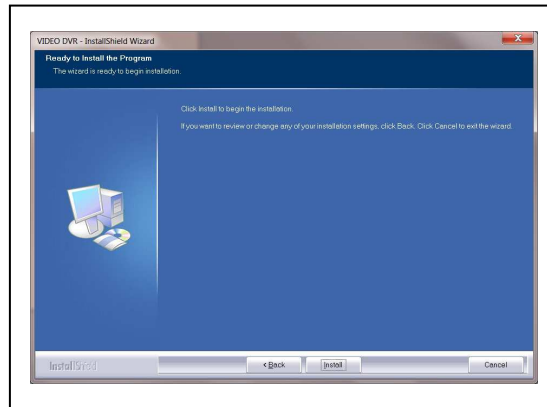 VIDEO DVR - InstallShield Wizard
Ready to Install the Program
The wizard is ready to begin installation.
Click Install to begin the installation.
If you want to review or change any of your installation settings, click Back. Click Cancel to exit the wizard.
InstallShield
< Back
Install
Cancel